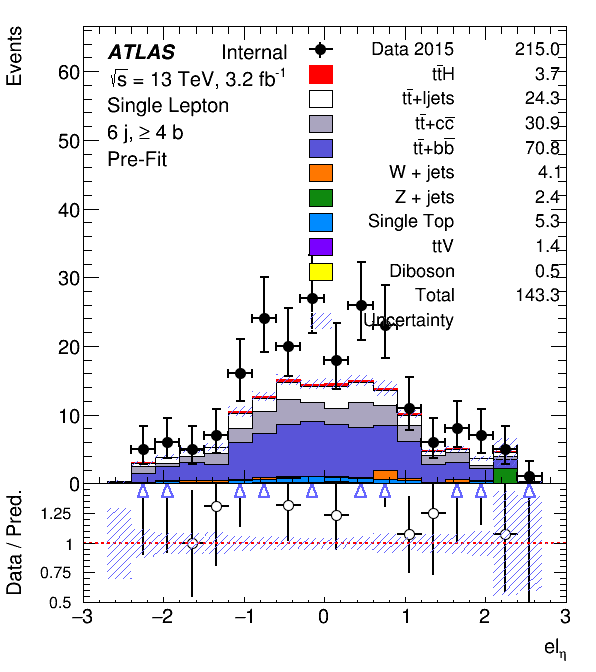 Events
ATLAS Internal
√s = 13 TeV, 3.2 fb⁻¹
Single Lepton
6 j, ≥ 4 b
Pre-Fit
Data 2015 215.0
tt̄H 3.7
tt̄+ljets 24.3
tt̄+cc̄ 30.9
tt̄+bb̄ 70.8
W + jets 4.1
Z + jets 2.4
Single Top 5.3
ttV 1.4
Diboson 0.5
Total 143.3
Uncertainty
60
50
40
30
20
10
0
Data / Pred.
1.25
1
0.75
0.5
−3 −2 −1 0 1 2 3
el_η